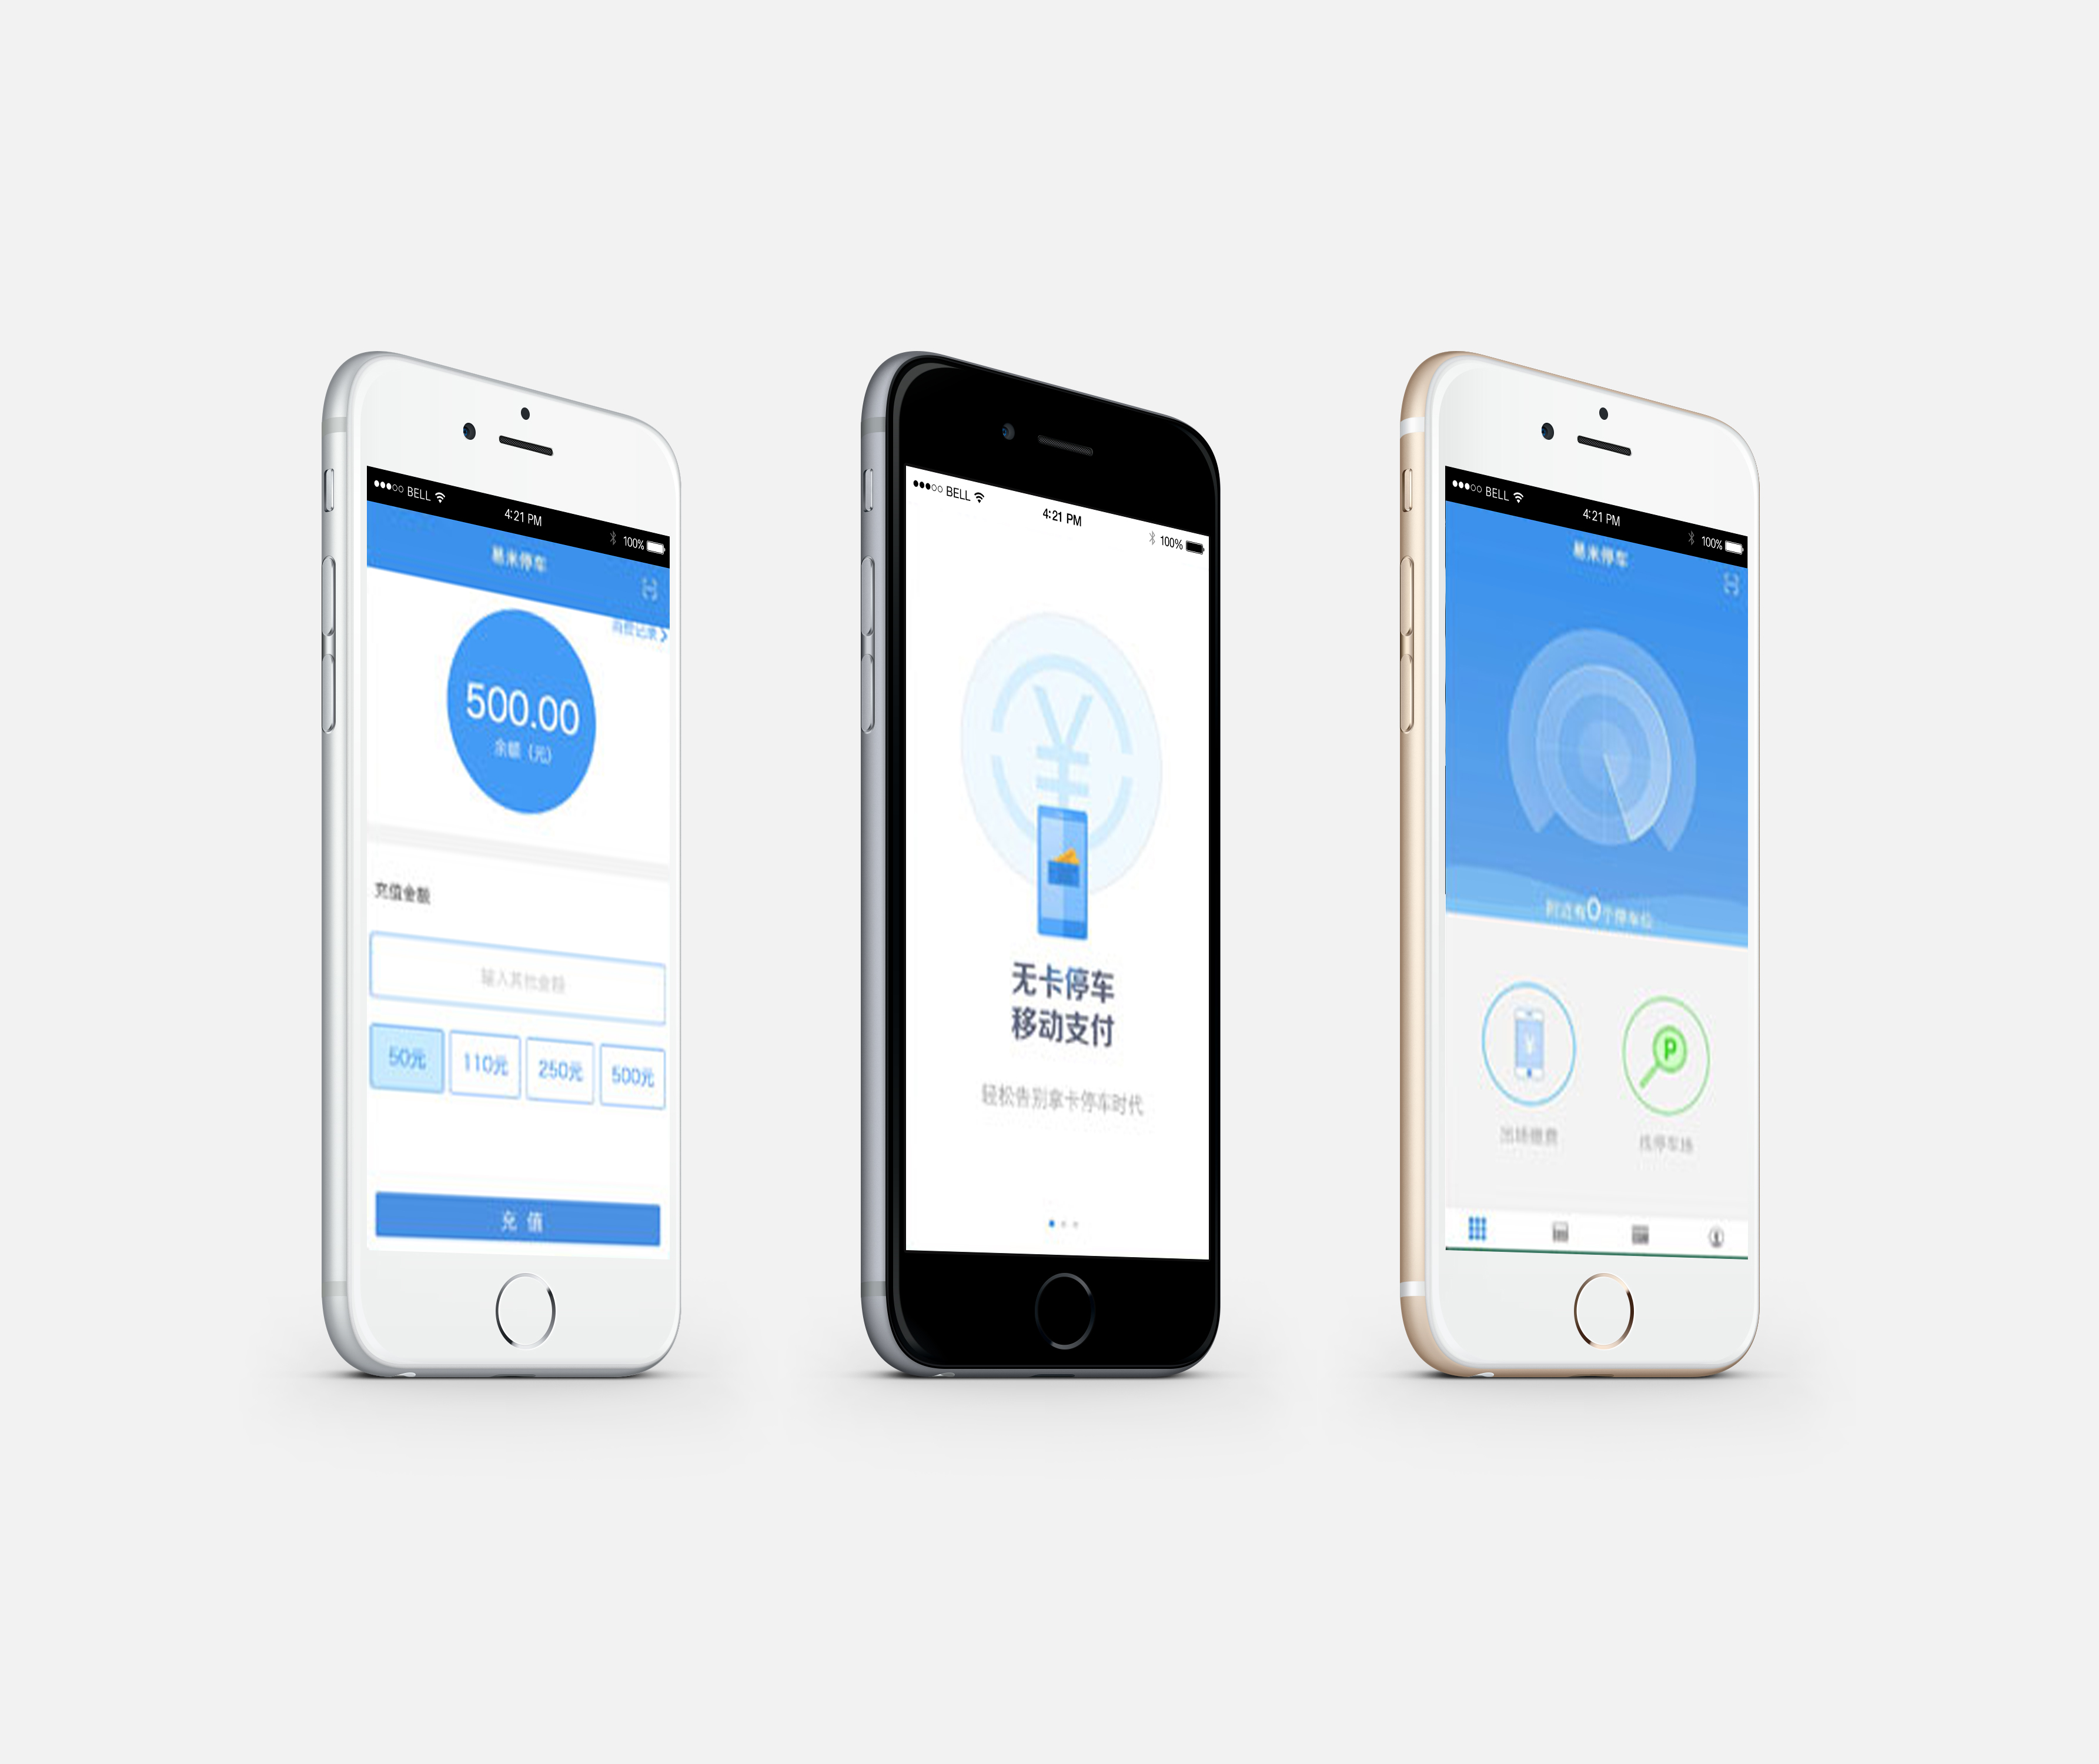 BELL
4:21 PM
100%
易米停车
500.00
余额（元）
充值金额
输入其他金额
50元
110元
250元
500元
充 值
BELL
4:21 PM
100%
¥
无卡停车
移动支付
轻松告别拿卡停车时代
BELL
4:21 PM
100%
易米停车
附近有0个停车位
¥
P
出场缴费
找停车场